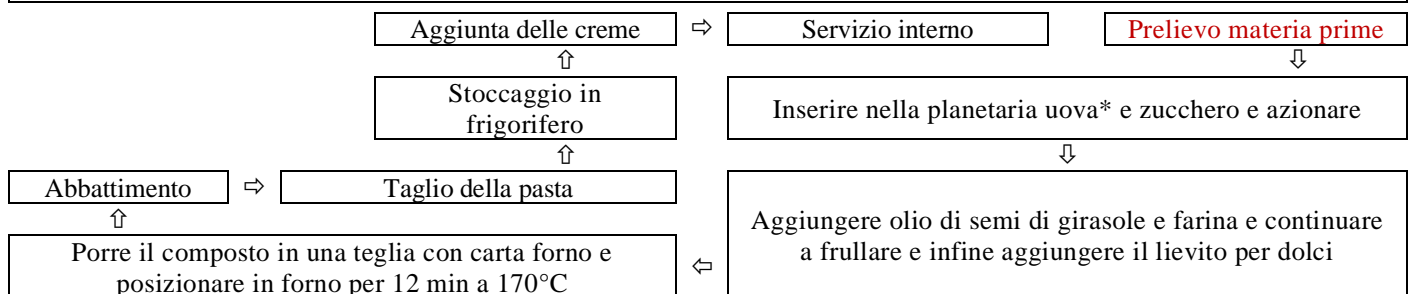 Aggiunta delle creme ⇨ Servizio interno Prelievo materia prime
⇧ ⇩
Stoccaggio in
frigorifero
Inserire nella planetaria uova* e zucchero e azionare
⇧ ⇩
Abbattimento ⇨ Taglio della pasta
⇧
Aggiungere olio di semi di girasole e farina e continuare
a frullare e infine aggiungere il lievito per dolci
⇦
Porre il composto in una teglia con carta forno e
posizionare in forno per 12 min a 170°C